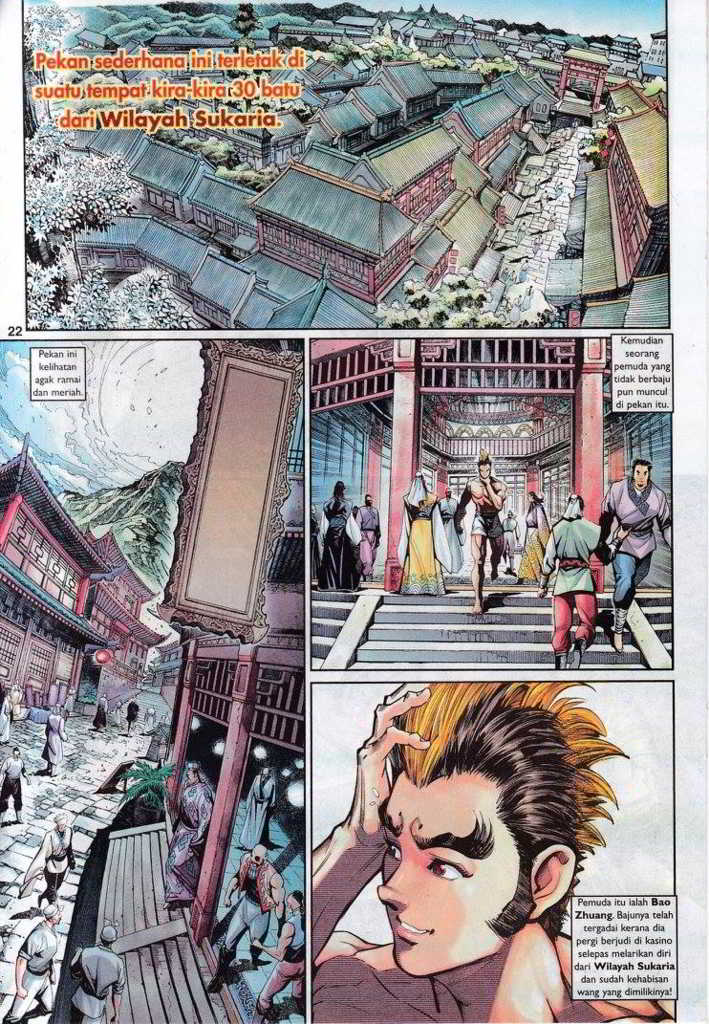 Pekan sederhana ini terletak di
suatu tempat kira-kira 30 batu
dari Wilayah Sukaria.
22
Pekan ini
kelihatan
agak ramai
dan meriah.
Kemudian
seorang
pemuda yang
tidak berbaju
pun muncul
di pekan itu.
Pemuda itu ialah Bao
Zhuang. Bajunya telah
tergadai kerana dia
pergi berjudi di kasino
selepas melarikan diri
dari Wilayah Sukaria
dan sudah kehabisan
wang yang dimilikinya!